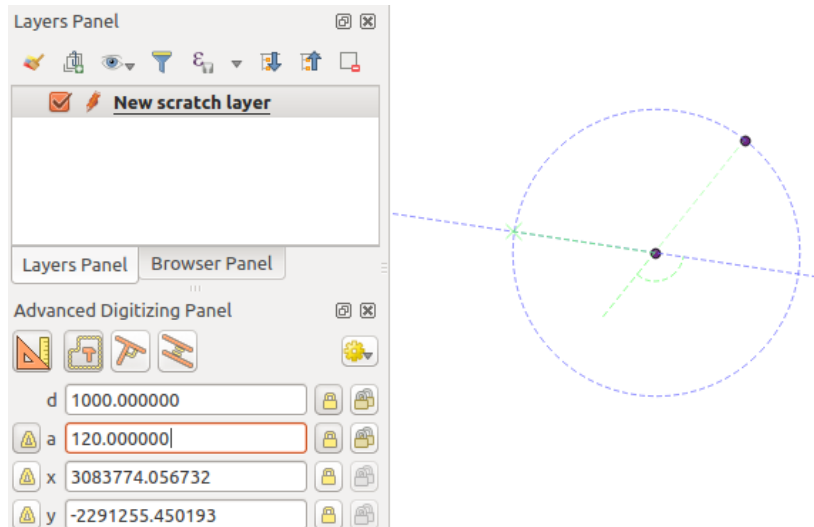 Layers Panel
New scratch layer
Layers Panel
Browser Panel
Advanced Digitizing Panel
d 1000.000000
a 120.000000
x 3083774.056732
y -2291255.450193